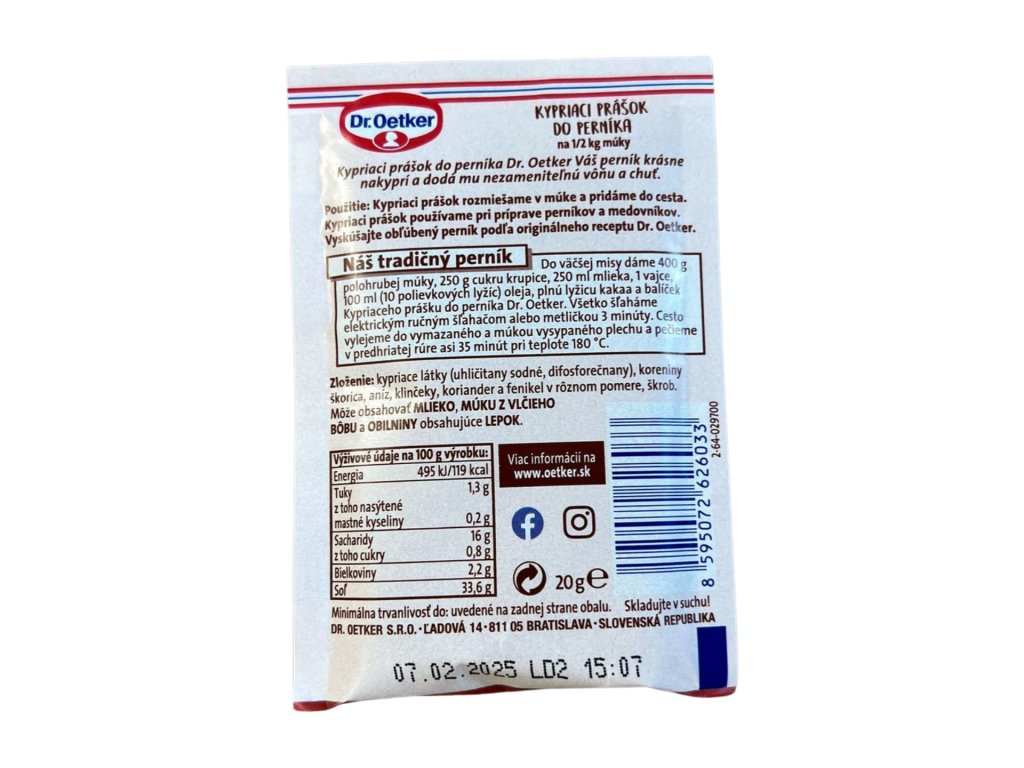 Dr. Oetker
KYPRIACI PRÁŠOK
DO PERNÍKA
na 1/2 kg múky
Kypriaci prášok do perníka Dr. Oetker Váš perník krásne
nakyprí a dodá mu nezameniteľnú vôňu a chuť.
Použitie: Kypriaci prášok rozmiešame v múke a pridáme do cesta.
Kypriaci prášok používame pri príprave perníkov a medovníkov.
Vyskúšajte obľúbený perník podľa originálneho receptu Dr. Oetker.
Náš tradičný perník
Do väčšej misy dáme 400 g
polohrubej múky, 250 g cukru krupice, 250 ml mlieka, 1 vajce,
100 ml (10 polievkových lyžíc) oleja, plnú lyžicu kakaa a balíček
Kypriaceho prášku do perníka Dr. Oetker. Všetko šľaháme
elektrickým ručným šľahačom alebo metličkou 3 minúty. Cesto
vylejeme do vymazaného a múkou vysypaného plechu a pečieme
v predhriatej rúre asi 35 minút pri teplote 180 °C.
Zloženie: kypriace látky (uhličitany sodné, difosforečnany), koreniny
škorica, aníz, klinčeky, koriander a fenikel v rôznom pomere, škrob.
Môže obsahovať MLIEKO, MÚKU Z VLČIEHO
BÔBU a OBILNINY obsahujúce LEPOK.
Výživové údaje na 100 g výrobku:
Energia 495 kJ/119 kcal
Tuky 1,3 g
z toho nasýtené
mastné kyseliny 0,2 g
Sacharidy 16 g
z toho cukry 0,8 g
Bielkoviny 2,2 g
Soľ 33,6 g
Viac informácií na
www.oetker.sk
20 g e
8 595072 626033
2-64-029700
Minimálna trvanlivosť do: uvedené na zadnej strane obalu. Skladujte v suchu!
DR. OETKER S.R.O. · ĽADOVÁ 14 · 811 05 BRATISLAVA · SLOVENSKÁ REPUBLIKA
07.02.2025 LD2 15:07